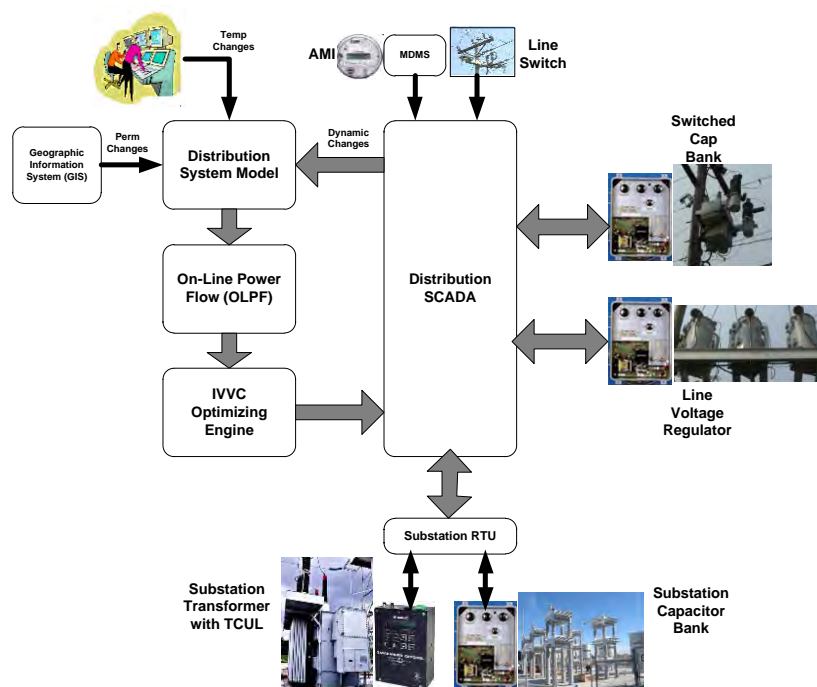 Temp
Changes
AMI
MDMS
Line
Switch
Perm
Changes
Geographic
Information
System (GIS)
Distribution
System Model
Dynamic
Changes
Switched
Cap
Bank
On-Line Power
Flow (OLPF)
Distribution
SCADA
IVVC
Optimizing
Engine
Line
Voltage
Regulator
Substation RTU
Substation
Transformer
with TCUL
Substation
Capacitor
Bank